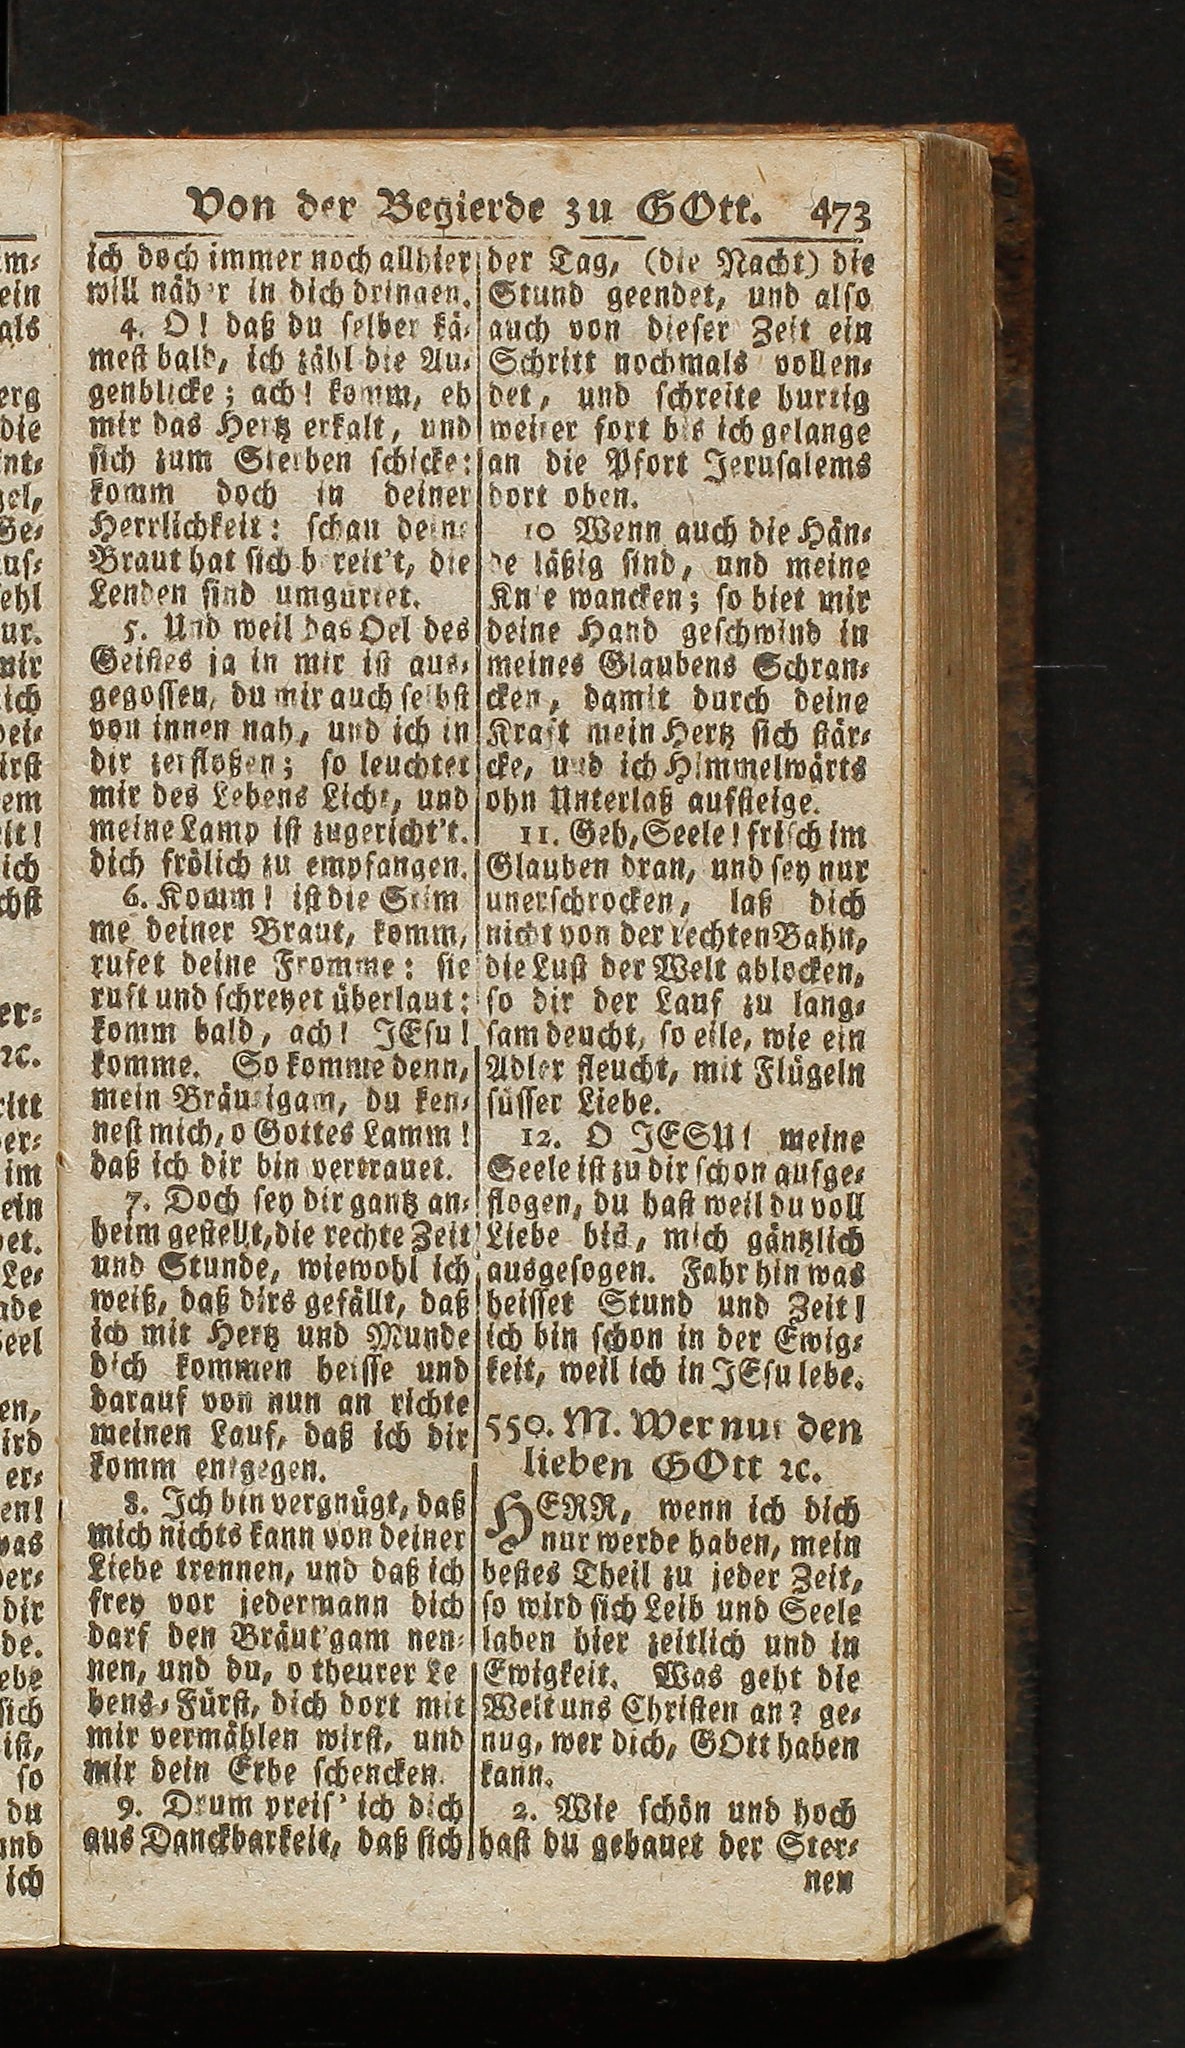 Von der Begierde zu GOtt. 473
ich doch immer noch allhier
will näher in dich dringen.
4. O! daß du selber kä-
mest bald, ich zähl die Au-
genblicke; ach! komm, eh
mir das Hertz erkalt, und
sich zum Sterben schicke:
komm doch in deiner
Herrlichkeit: schau deine
Braut hat sich bereit't, die
Lenden sind umgürtet.
5. Und weil das Oel des
Geistes ja in mir ist aus-
gegossen, du mir auch selbst
von innen nah, und ich in
dir zerfloßen; so leuchtet
mir des Lebens Licht, und
meine Lamp ist zugericht't.
dich frölich zu empfangen.
6. Komm! ist die Stim
me deiner Braut, komm,
rufet deine Fromme: sie
ruft und schreyet überlaut:
komm bald, ach! JEsu!
komme. So komme denn,
mein Bräutigam, du ken-
nest mich, o Gottes Lamm!
daß ich dir bin vertrauet.
7. Doch sey dir gantz an-
heim gestellt, die rechte Zeit
und Stunde, wiewohl ich
weiß, daß dirs gefällt, daß
ich mit Hertz und Munde
dich kommen heisse und
darauf von nun an richte
meinen Lauf, daß ich dir
komm entgegen.
8. Ich bin vergnügt, daß
mich nichts kann von deiner
Liebe trennen, und daß ich
frey vor jedermann dich
darf den Bräut'gam nen-
nen, und du, o theurer Le
bens-Fürst, dich dort mit
mir vermählen wirst, und
mir dein Erbe schencken.
9. Drum preis' ich dich
aus Danckbarkeit, daß sich
der Tag, (die Nacht) die
Stund geendet, und also
auch von dieser Zeit ein
Schritt nochmals vollen-
det, und schreite hurtig
weiter fort bis ich gelange
an die Pfort Jerusalems
dort oben.
10 Wenn auch die Hän-
de läßig sind, und meine
Knie wancken; so biet mir
deine Hand geschwind in
meines Glaubens Schran-
cken, damit durch deine
Kraft mein Hertz sich stär-
cke, und ich Himmelwärts
ohn Unterlaß aufsteige.
11. Geh, Seele! frisch im
Glauben dran, und sey nur
unerschrocken, laß dich
nicht von der rechten Bahn,
die Lust der Welt ablocken,
so dir der Lauf zu lang-
sam deucht, so eile, wie ein
Adler fleucht, mit Flügeln
süsser Liebe.
12. O JESU! meine
Seele ist zu dir schon aufge-
flogen, du hast weil du voll
Liebe bist, mich gäntzlich
ausgesogen. Fahr hin was
heisset Stund und Zeit!
ich bin schon in der Ewig-
keit, weil ich in JEsu lebe.
550. M. Wer nur den
lieben GOtt ꝛc.
HERR, wenn ich dich
nur werde haben, mein
bestes Theil zu jeder Zeit,
so wird sich Leib und Seele
laben hier zeitlich und in
Ewigkeit. Was geht die
Welt uns Christen an? ge-
nug, wer dich, GOtt haben
kann.
2. Wie schön und hoch
hast du gebauet der Ster-
nen